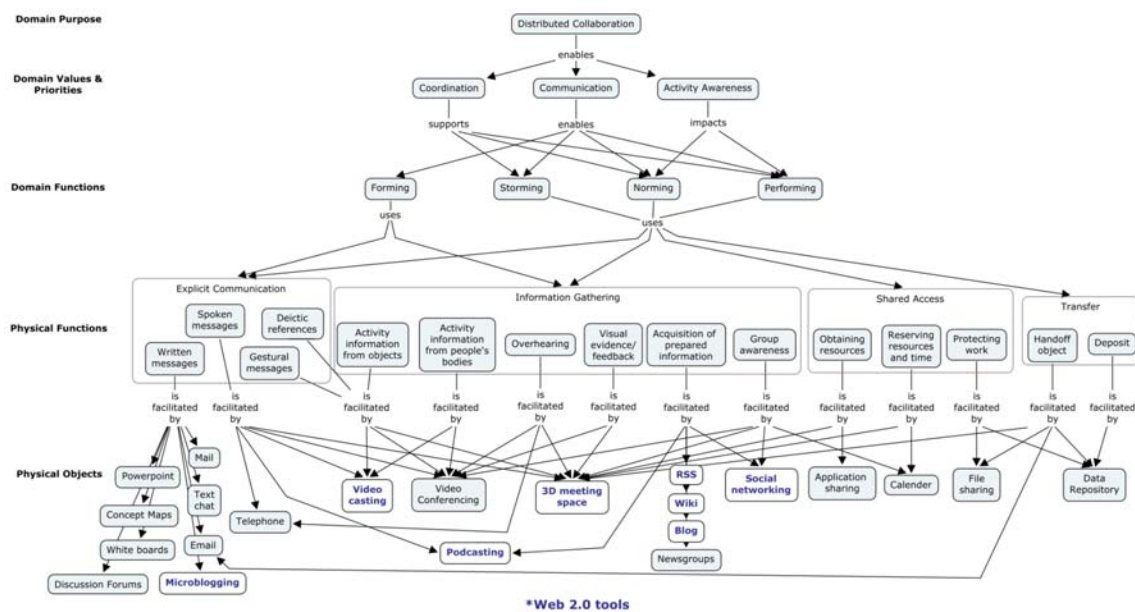 Domain Purpose
Distributed Collaboration
enables
Domain Values &
Priorities
Coordination
Communication
Activity Awareness
supports
enables
impacts
Domain Functions
Forming
Storming
Norming
Performing
uses
uses
Explicit Communication
Information Gathering
Shared Access
Transfer
Physical Functions
Spoken
messages
Deictic
references
Written
messages
Gestural
messages
Activity
information
from objects
Activity
information
from people's
bodies
Overhearing
Visual
evidence/
feedback
Acquisition of
prepared
information
Group
awareness
Obtaining
resources
Reserving
resources
and time
Protecting
work
Handoff
object
Deposit
is
facilitated
by
is
facilitated
by
is
facilitated
by
is
facilitated
by
is
facilitated
by
is
facilitated
by
is
facilitated
by
is
facilitated
by
is
facilitated
by
is
facilitated
by
is
facilitated
by
is
facilitated
by
is
facilitated
by
Physical Objects
Mail
Powerpoint
Text
chat
Concept Maps
Telephone
White boards
Email
Discussion Forums
Microblogging
Video
casting
Video
Conferencing
3D meeting
space
Podcasting
RSS
Wiki
Blog
Newsgroups
Social
networking
Application
sharing
Calender
File
sharing
Data
Repository
*Web 2.0 tools